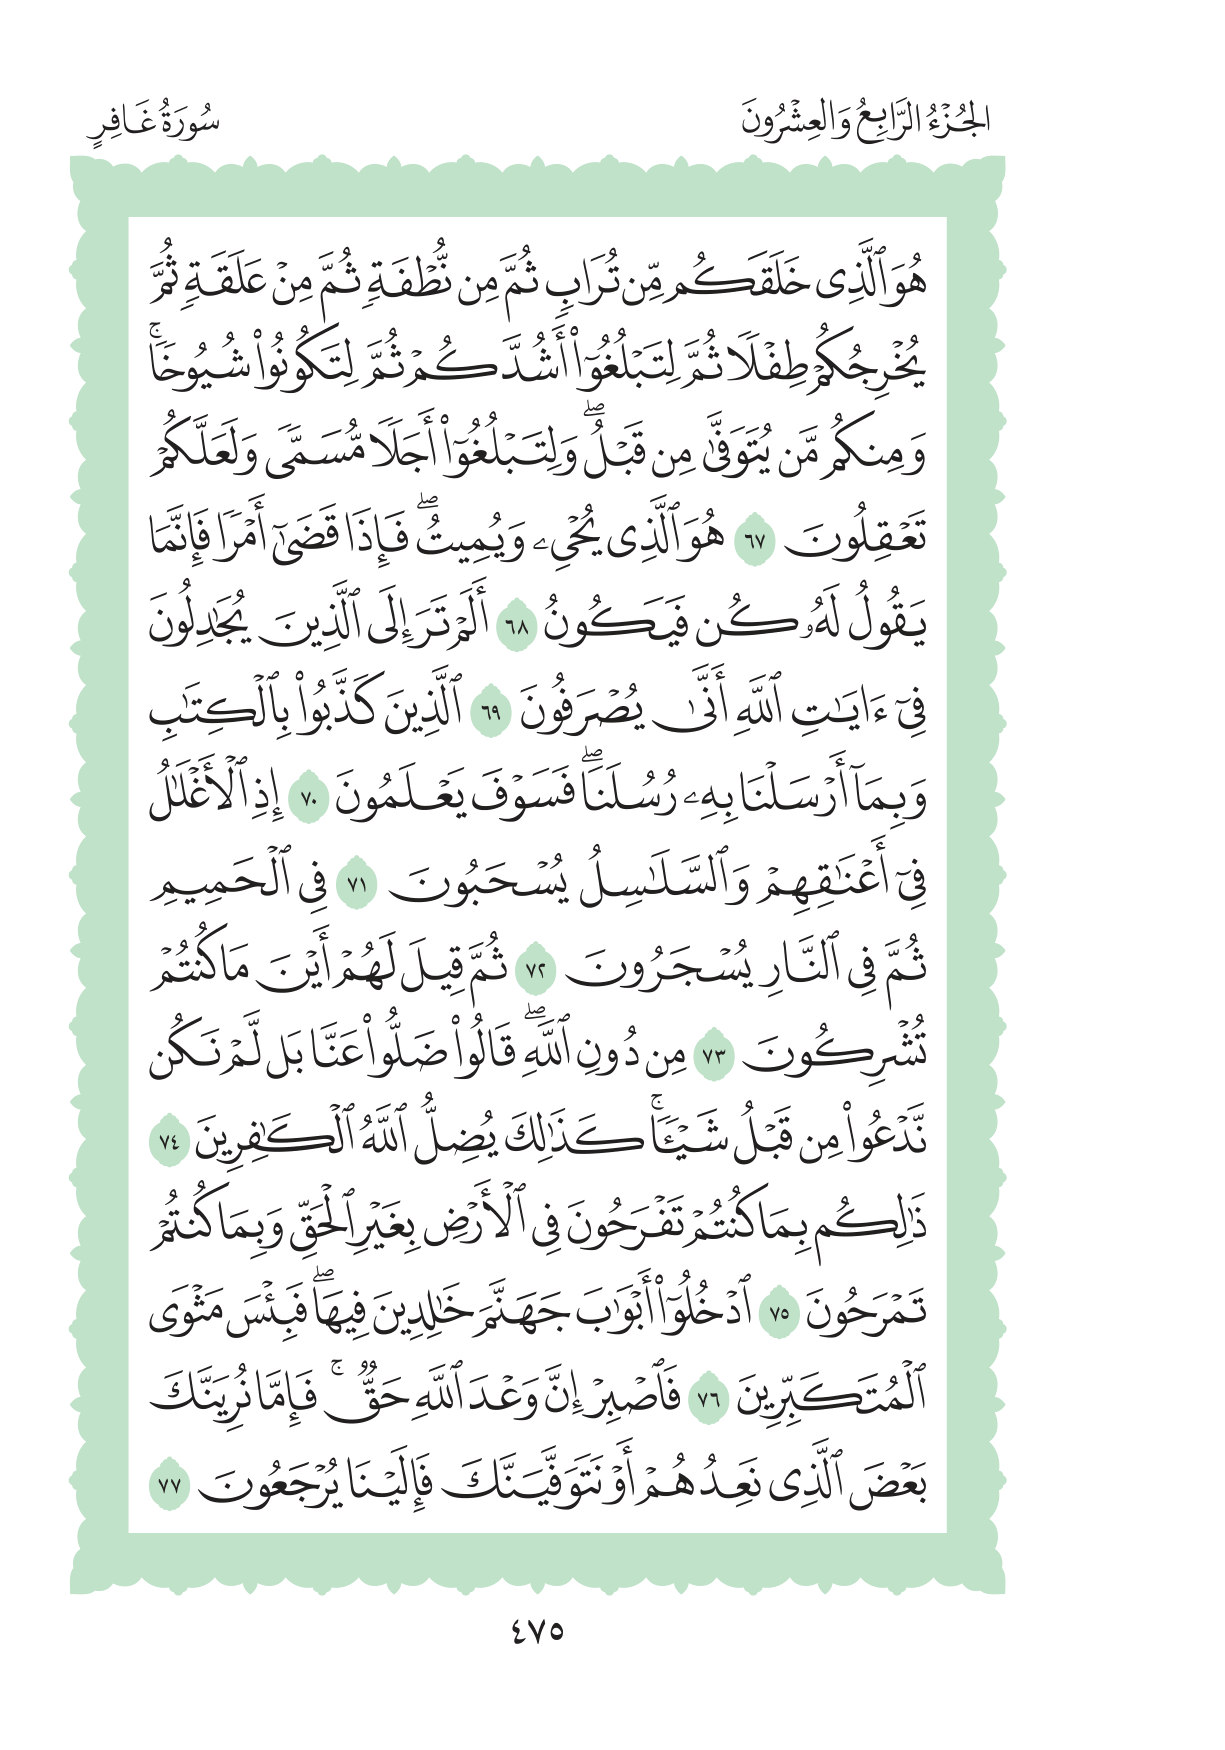 الجُزْءُ الرَّابِعُ وَالعِشْرُونَ
سُورَةُ غَافِرٍ
هُوَ ٱلَّذِى خَلَقَكُم مِّن تُرَابٍ ثُمَّ مِن نُّطْفَةٍ ثُمَّ مِنْ عَلَقَةٍ ثُمَّ
يُخْرِجُكُمْ طِفْلًا ثُمَّ لِتَبْلُغُوٓا۟ أَشُدَّكُمْ ثُمَّ لِتَكُونُوا۟ شُيُوخًاۚ
وَمِنكُم مَّن يُتَوَفَّىٰ مِن قَبْلُۖ وَلِتَبْلُغُوٓا۟ أَجَلًا مُّسَمًّى وَلَعَلَّكُمْ
تَعْقِلُونَ ٦٧ هُوَ ٱلَّذِى يُحْىِۦ وَيُمِيتُۖ فَإِذَا قَضَىٰٓ أَمْرًا فَإِنَّمَا
يَقُولُ لَهُۥ كُن فَيَكُونُ ٦٨ أَلَمْ تَرَ إِلَى ٱلَّذِينَ يُجَٰدِلُونَ
فِىٓ ءَايَٰتِ ٱللَّهِ أَنَّىٰ يُصْرَفُونَ ٦٩ ٱلَّذِينَ كَذَّبُوا۟ بِٱلْكِتَٰبِ
وَبِمَآ أَرْسَلْنَا بِهِۦ رُسُلَنَاۖ فَسَوْفَ يَعْلَمُونَ ٧٠ إِذِ ٱلْأَغْلَٰلُ
فِىٓ أَعْنَٰقِهِمْ وَٱلسَّلَٰسِلُ يُسْحَبُونَ ٧١ فِى ٱلْحَمِيمِ
ثُمَّ فِى ٱلنَّارِ يُسْجَرُونَ ٧٢ ثُمَّ قِيلَ لَهُمْ أَيْنَ مَا كُنتُمْ
تُشْرِكُونَ ٧٣ مِن دُونِ ٱللَّهِۖ قَالُوا۟ ضَلُّوا۟ عَنَّا بَل لَّمْ نَكُن
نَّدْعُوا۟ مِن قَبْلُ شَيْـًٔاۚ كَذَٰلِكَ يُضِلُّ ٱللَّهُ ٱلْكَٰفِرِينَ ٧٤
ذَٰلِكُم بِمَا كُنتُمْ تَفْرَحُونَ فِى ٱلْأَرْضِ بِغَيْرِ ٱلْحَقِّ وَبِمَا كُنتُمْ
تَمْرَحُونَ ٧٥ ٱدْخُلُوٓا۟ أَبْوَٰبَ جَهَنَّمَ خَٰلِدِينَ فِيهَاۖ فَبِئْسَ مَثْوَى
ٱلْمُتَكَبِّرِينَ ٧٦ فَٱصْبِرْ إِنَّ وَعْدَ ٱللَّهِ حَقٌّۚ فَإِمَّا نُرِيَنَّكَ
بَعْضَ ٱلَّذِى نَعِدُهُمْ أَوْ نَتَوَفَّيَنَّكَ فَإِلَيْنَا يُرْجَعُونَ ٧٧
٤٧٥